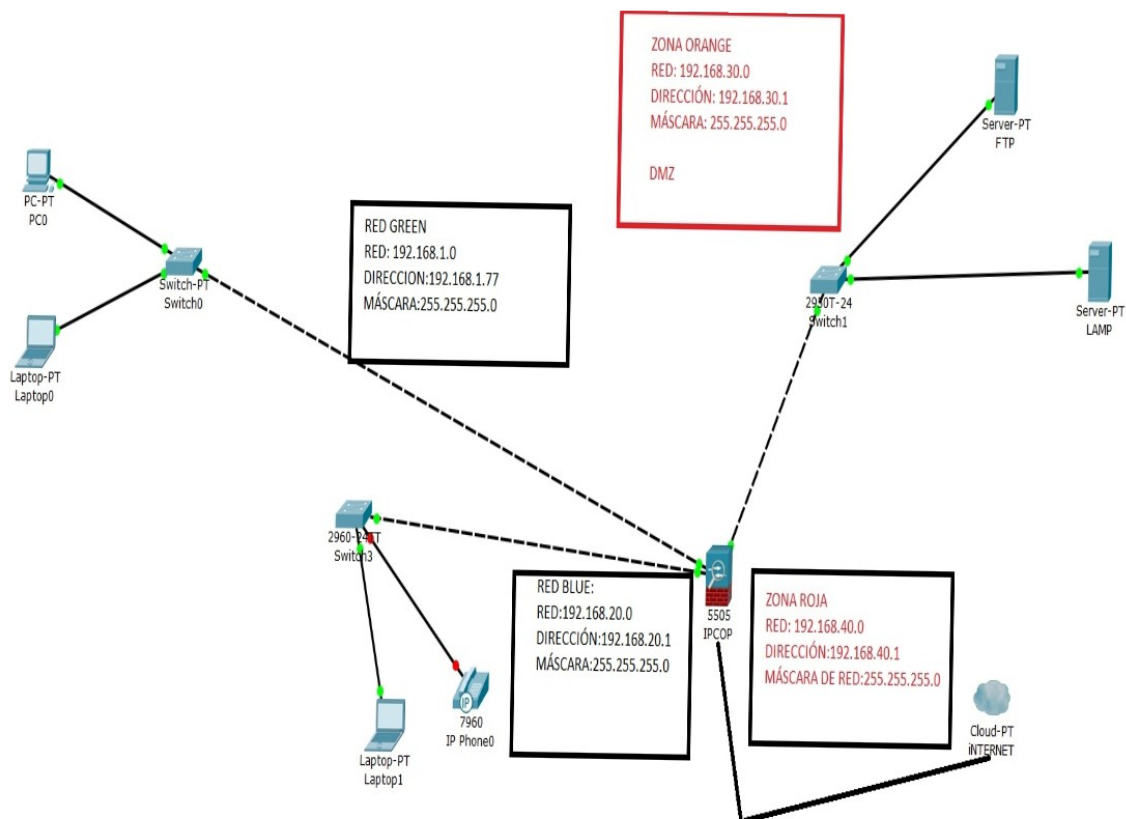 ZONA ORANGE
RED: 192.168.30.0
DIRECCIÓN: 192.168.30.1
MÁSCARA: 255.255.255.0
DMZ
Server-PT
FTP
PC-PT
PC0
RED GREEN
RED: 192.168.1.0
DIRECCION:192.168.1.77
MÁSCARA:255.255.255.0
Switch-PT
Switch0
2950T-24
Switch1
Server-PT
LAMP
Laptop-PT
Laptop0
2960-24TT
Switch3
RED BLUE:
RED:192.168.20.0
DIRECCIÓN:192.168.20.1
MÁSCARA:255.255.255.0
5505
IPCOP
ZONA ROJA
RED: 192.168.40.0
DIRECCIÓN:192.168.40.1
MÁSCARA DE RED:255.255.255.0
IP
7960
IP Phone0
Cloud-PT
iNTERNET
Laptop-PT
Laptop1